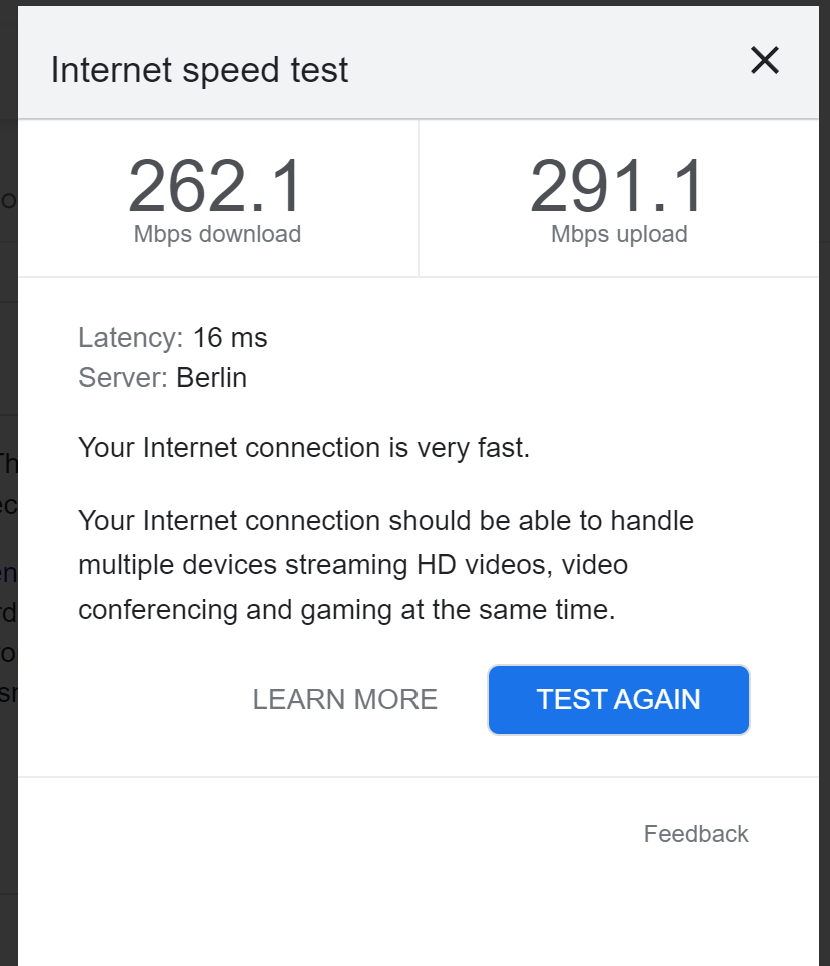 Internet speed test
262.1
Mbps download
291.1
Mbps upload
Latency: 16 ms
Server: Berlin
Your Internet connection is very fast.
Your Internet connection should be able to handle
multiple devices streaming HD videos, video
conferencing and gaming at the same time.
LEARN MORE
TEST AGAIN
Feedback